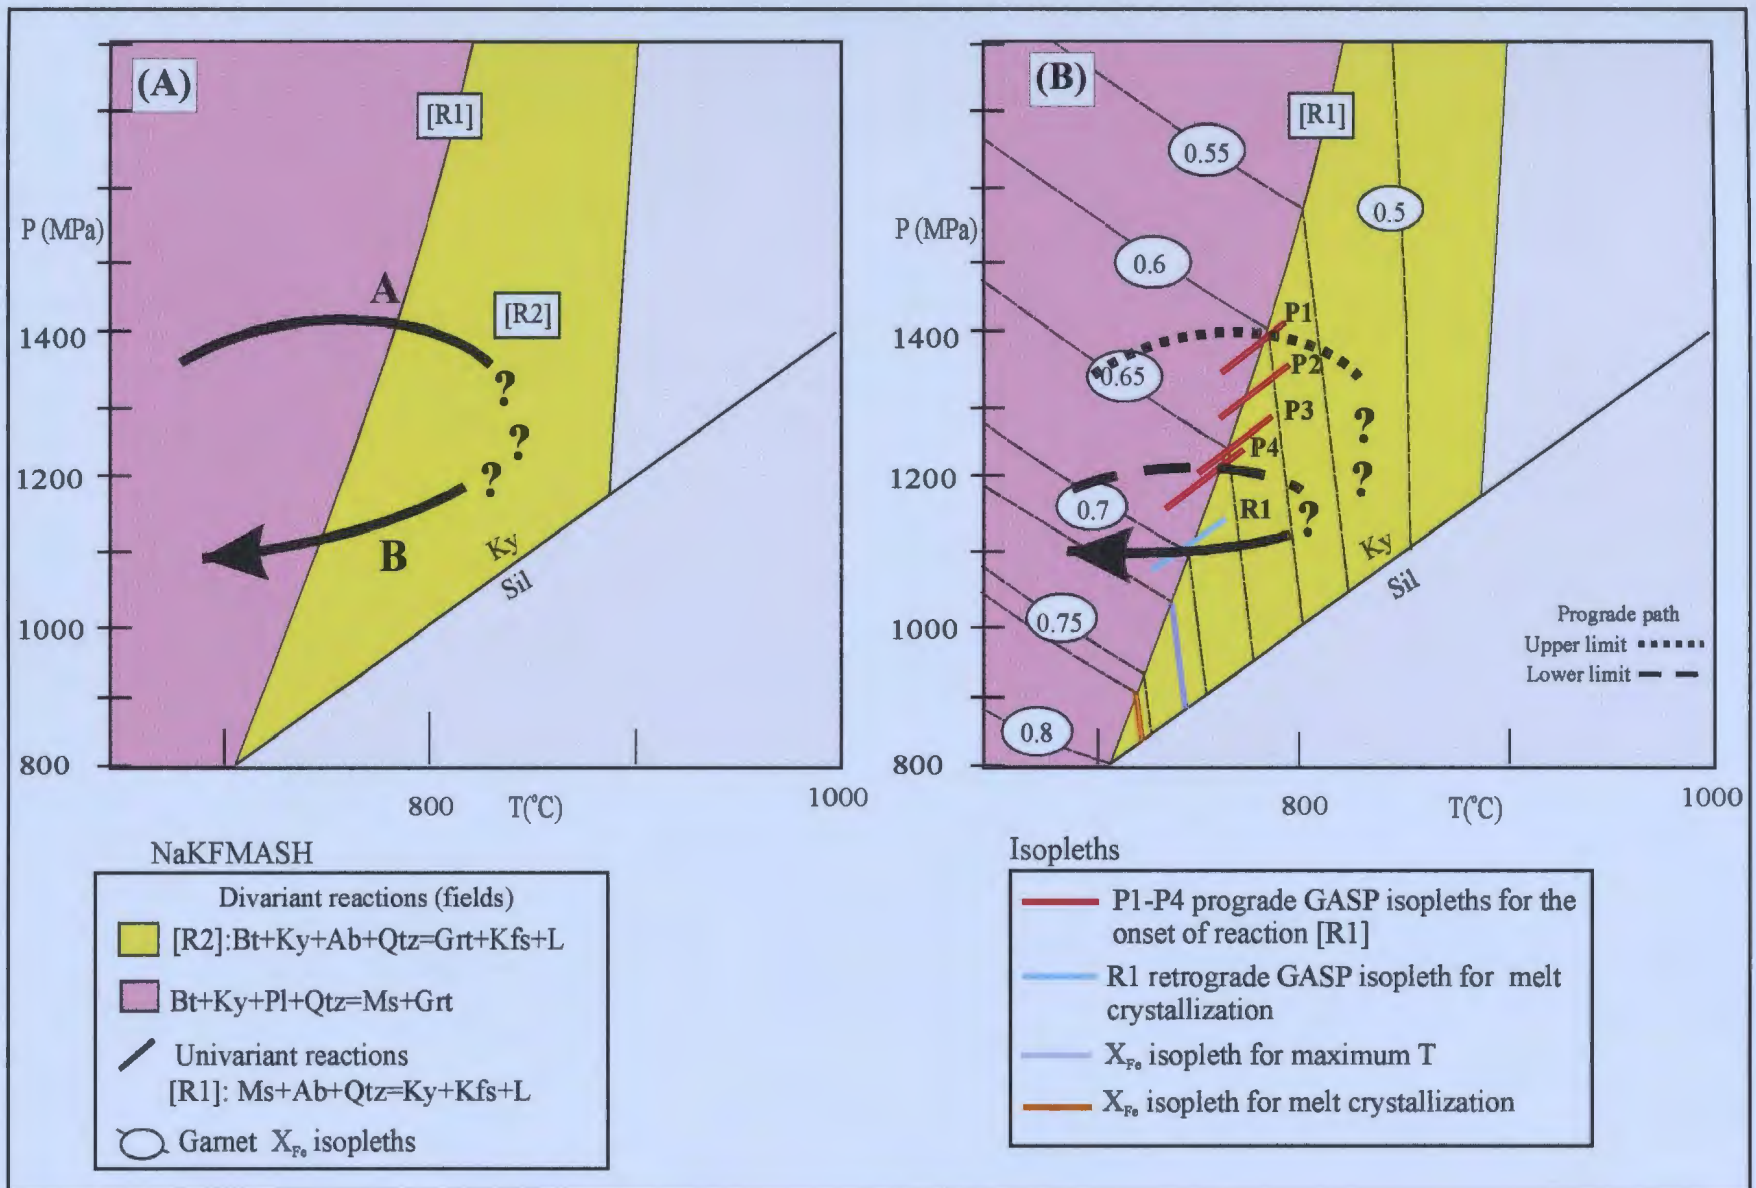 (A)
[R1]
P (MPa)
A
[R2]
?
?
?
B
Ky
Sil
1400
1200
1000
800
800
T(°C)
1000
(B)
[R1]
0.55
0.5
P (MPa)
0.6
P1
0.65
P2
P3
P4
?
?
?
0.7
R1
Ky
Sil
0.75
0.8
1400
1200
1000
800
Prograde path
Upper limit
Lower limit
800
T(°C)
1000
NaKFMASH
Divariant reactions (fields)
[R2]:Bt+Ky+Ab+Qtz=Grt+Kfs+L
Bt+Ky+Pl+Qtz=Ms+Grt
Univariant reactions
[R1]: Ms+Ab+Qtz=Ky+Kfs+L
Garnet XFe isopleths
Isopleths
P1-P4 prograde GASP isopleths for the
onset of reaction [R1]
R1 retrograde GASP isopleth for melt
crystallization
XFe isopleth for maximum T
XFe isopleth for melt crystallization